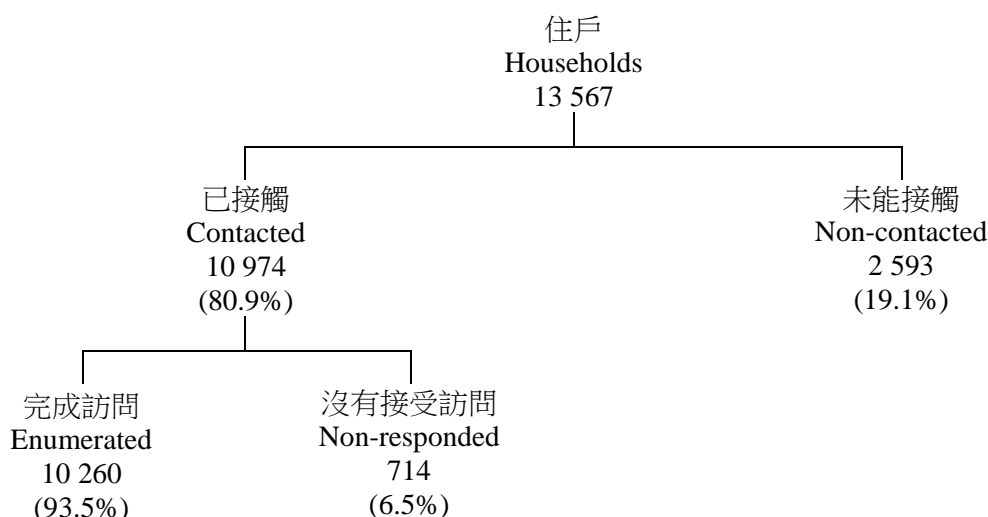 住戶
Households
13 567
已接觸
Contacted
10 974
(80.9%)
未能接觸
Non-contacted
2 593
(19.1%)
完成訪問
Enumerated
10 260
(93.5%)
沒有接受訪問
Non-responded
714
(6.5%)